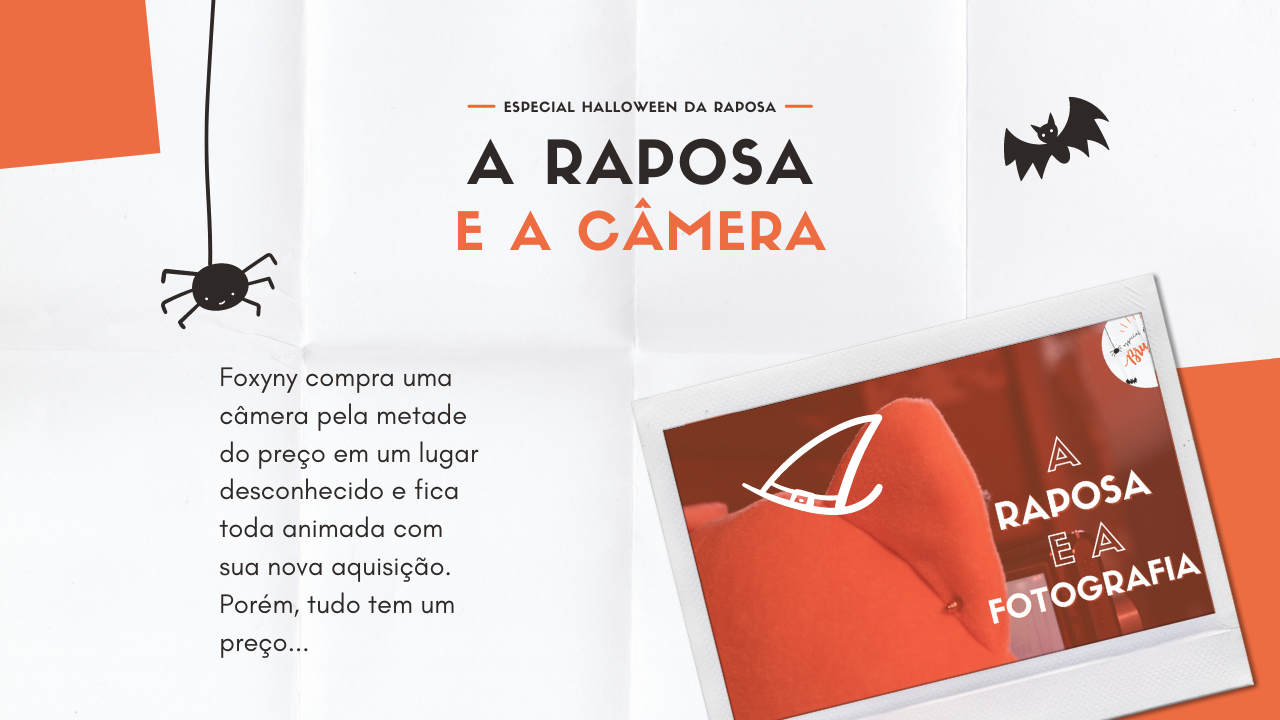 ESPECIAL HALLOWEEN DA RAPOSA
A RAPOSA
E A CÂMERA
Foxyny compra uma
câmera pela metade
do preço em um lugar
desconhecido e fica
toda animada com
sua nova aquisição.
Porém, tudo tem um
preço...
especial
A
RAPOSA
E A
FOTOGRAFIA